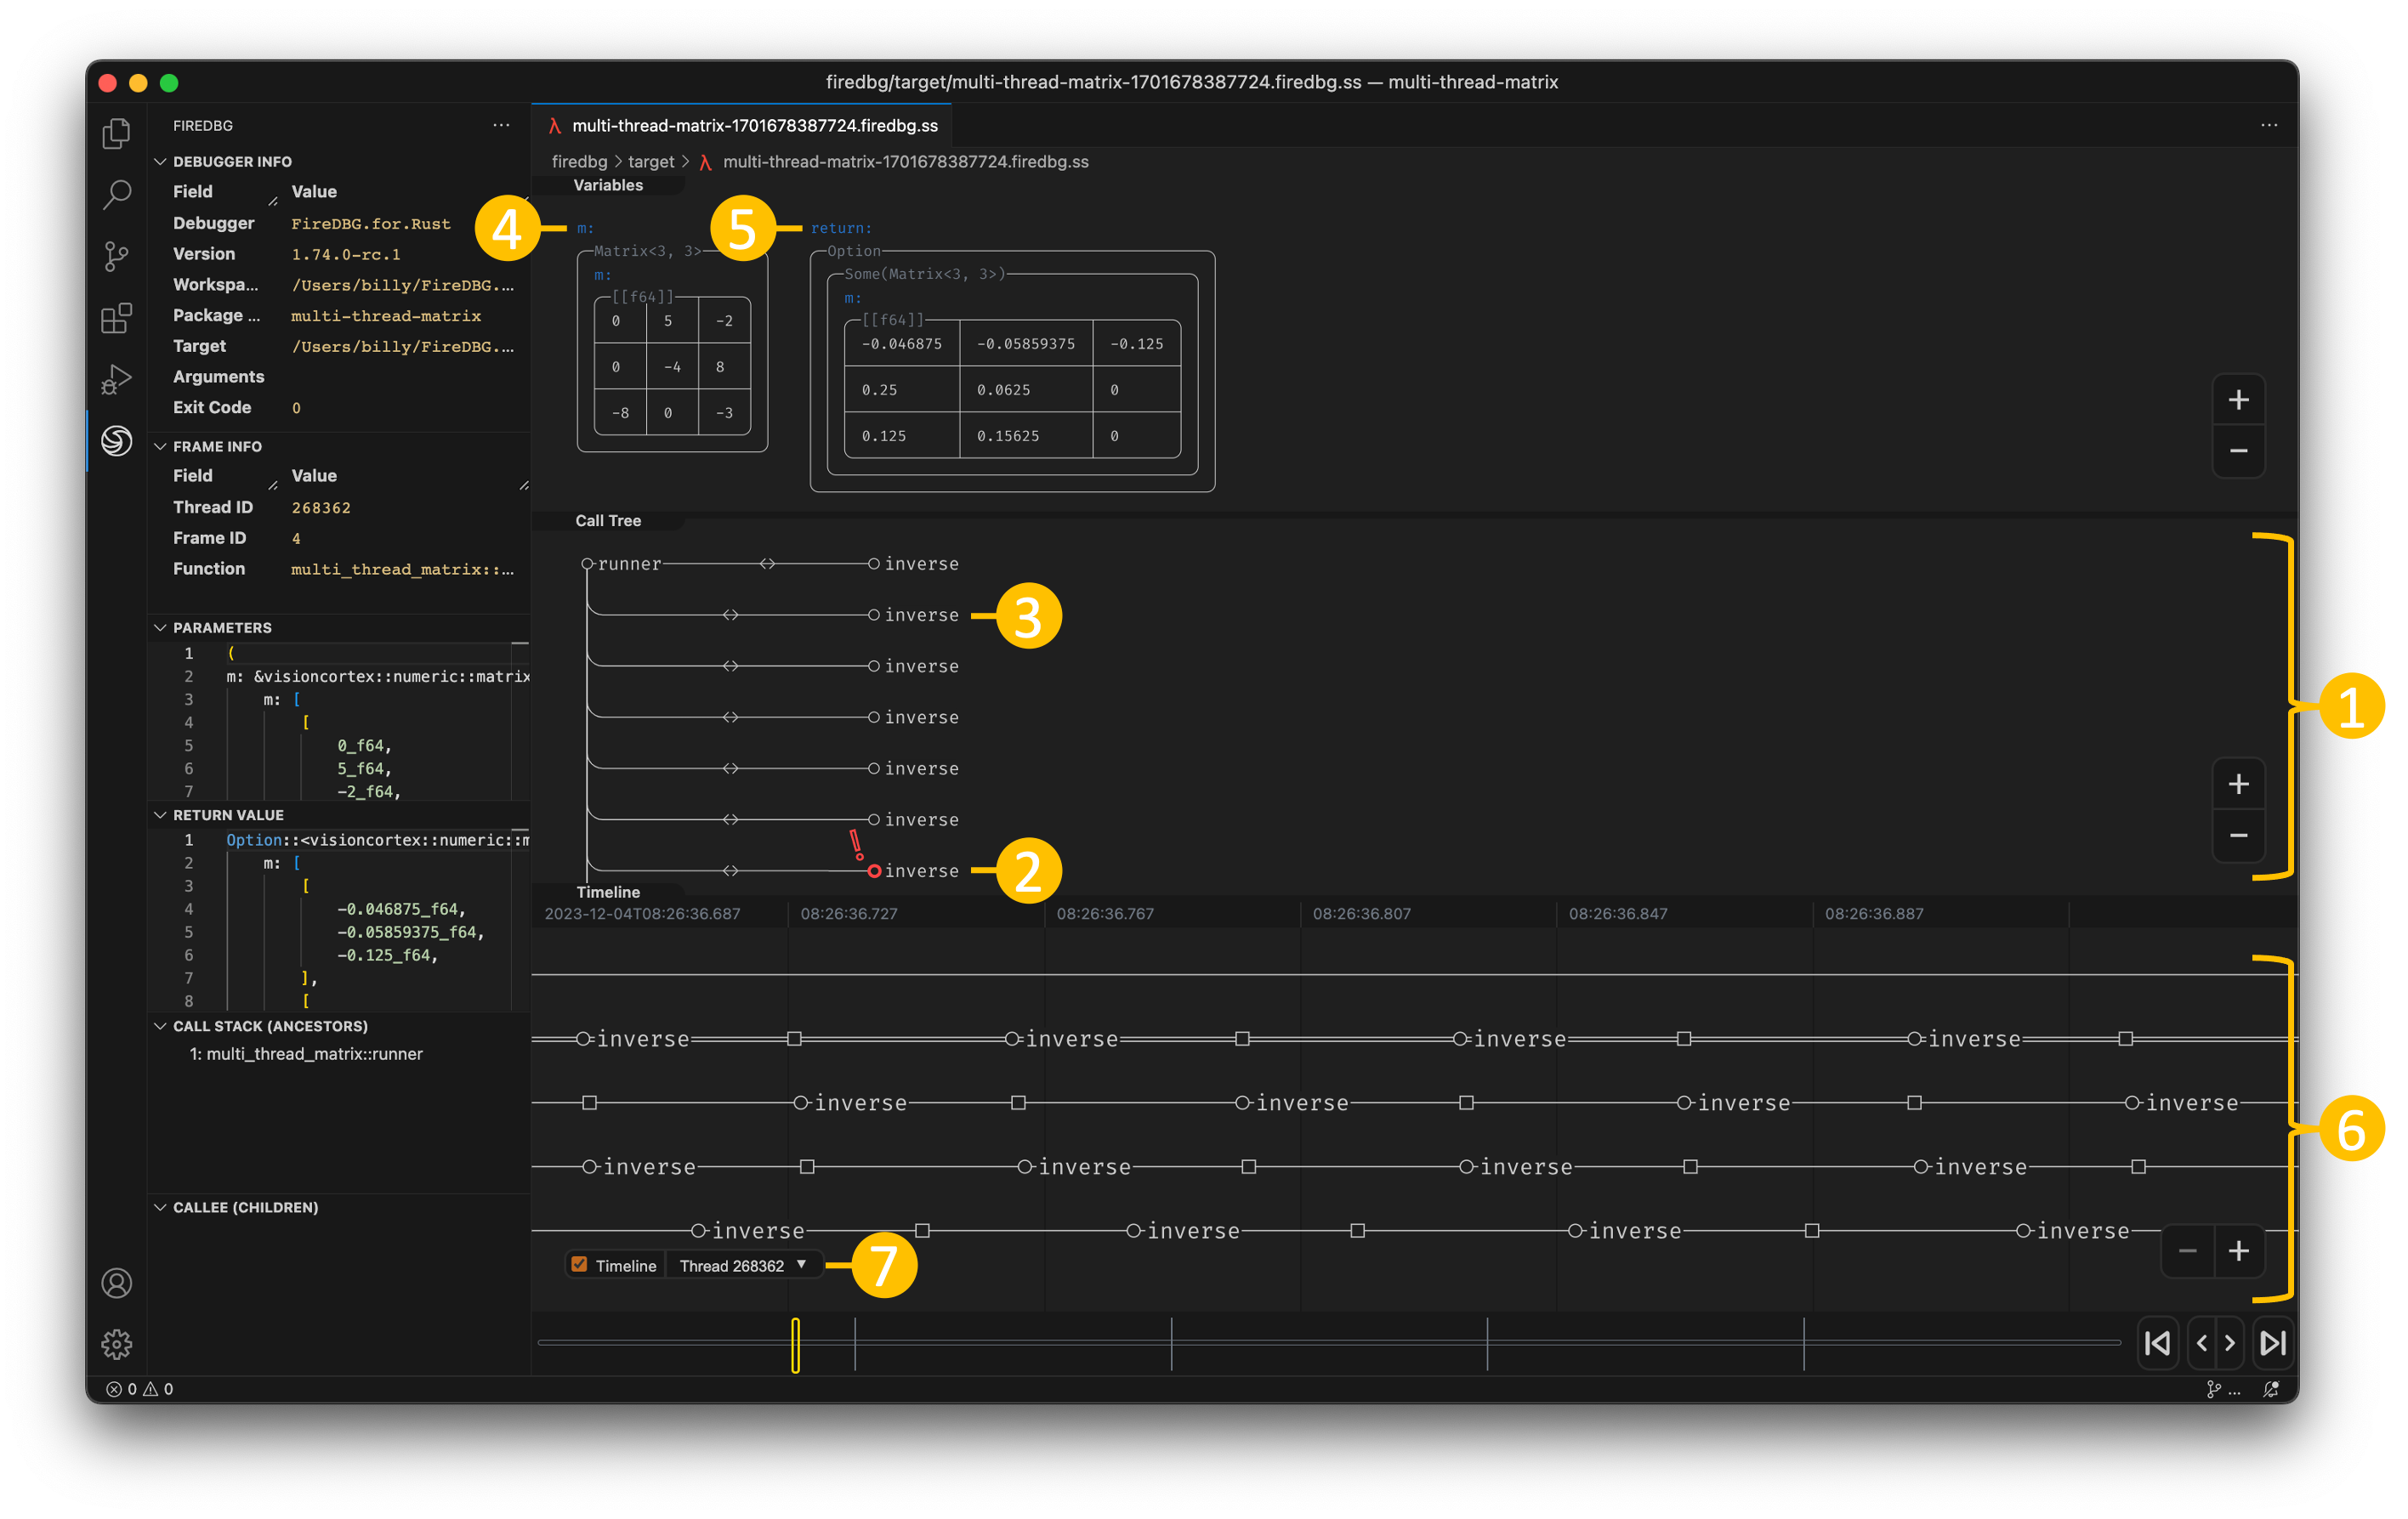 firedbg/target/multi-thread-matrix-1701678387724.firedbg.ss — multi-thread-matrix
FIREDBG
DEBUGGER INFO
Field Value
Debugger FireDBG.for.Rust
Version 1.74.0-rc.1
Workspa... /Users/billy/FireDBG....
Package ... multi-thread-matrix
Target /Users/billy/FireDBG....
Arguments
Exit Code 0
FRAME INFO
Field Value
Thread ID 268362
Frame ID 4
Function multi_thread_matrix::...
PARAMETERS
1 (
2 m: &visioncortex::numeric::matrix
3 m: [
4 [
5 0_f64,
6 5_f64,
7 -2_f64,
RETURN VALUE
1 Option::<visioncortex::numeric::m
2 m: [
3 [
4 -0.046875_f64,
5 -0.05859375_f64,
6 -0.125_f64,
7 ],
8 [
CALL STACK (ANCESTORS)
1: multi_thread_matrix::runner
CALLEE (CHILDREN)
0 0
λ multi-thread-matrix-1701678387724.firedbg.ss
firedbg > target > λ multi-thread-matrix-1701678387724.firedbg.ss
Variables
4 m:
Matrix<3, 3>
m:
[[f64]]
0 5 -2
0 -4 8
-8 0 -3
5 return:
Option
Some(Matrix<3, 3>)
m:
[[f64]]
-0.046875 -0.05859375 -0.125
0.25 0.0625 0
0.125 0.15625 0
+
−
Call Tree
runner <> inverse
<> inverse 3
<> inverse
<> inverse
<> inverse
<> inverse
! <> inverse 2
1
+
−
Timeline
2023-12-04T08:26:36.687 08:26:36.727 08:26:36.767 08:26:36.807 08:26:36.847 08:26:36.887
inverse inverse inverse inverse
inverse inverse inverse inverse
inverse inverse inverse inverse
inverse inverse inverse inverse
6
Timeline Thread 268362 ▼ 7
− +
< >
...